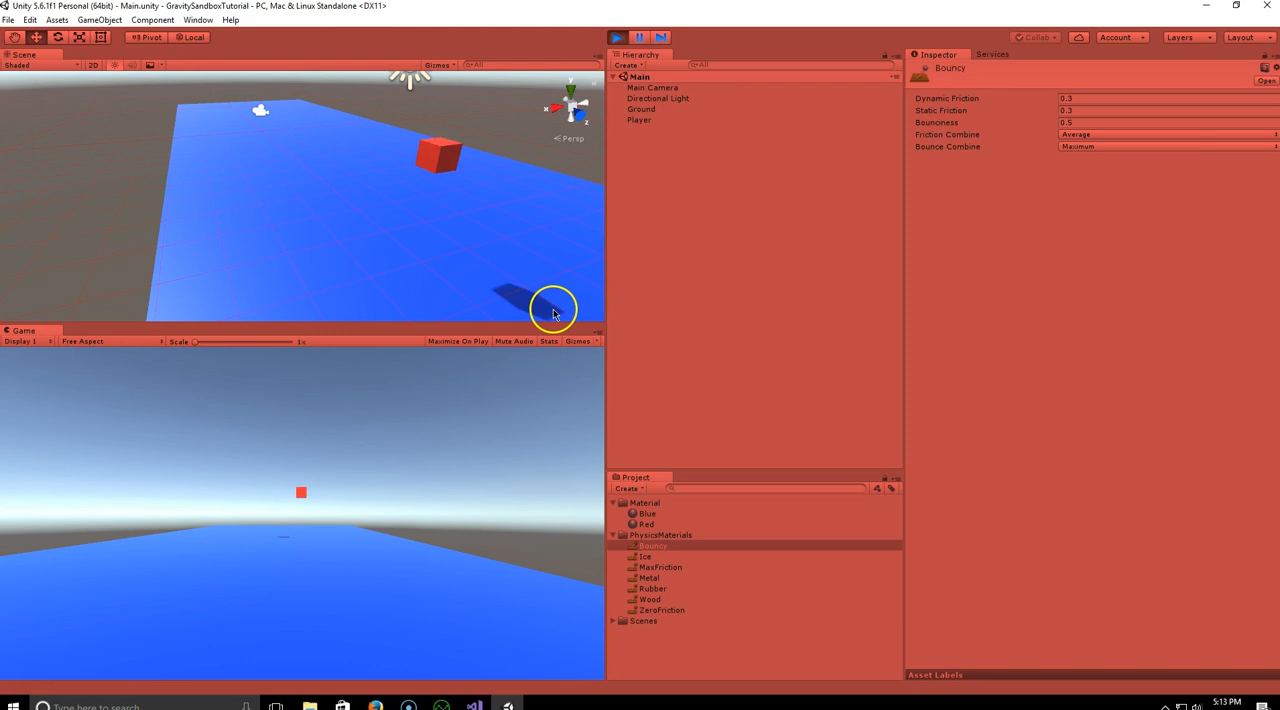 Unity 5.6.1f1 Personal (64bit) - Main.unity - GravitySandboxTutorial - PC, Mac & Linux Standalone <DX11>
File Edit Assets GameObject Component Window Help
Pivot Local Collab Account Layers Layout
Scene
Shaded 2D Gizmos All
y
x
z
Persp
Game
Display 1 Free Aspect Scale 1x Maximize On Play Mute Audio Stats Gizmos
Hierarchy
Create All
Main
Main Camera
Directional Light
Ground
Player
Project
Create
Material
Blue
Red
PhysicsMaterials
Bouncy
Ice
MaxFriction
Metal
Rubber
Wood
ZeroFriction
Scenes
Inspector Services
Bouncy
Open
Dynamic Friction 0.3
Static Friction 0.3
Bounciness 0.5
Friction Combine Average
Bounce Combine Maximum
Asset Labels
Type here to search
5:13 PM